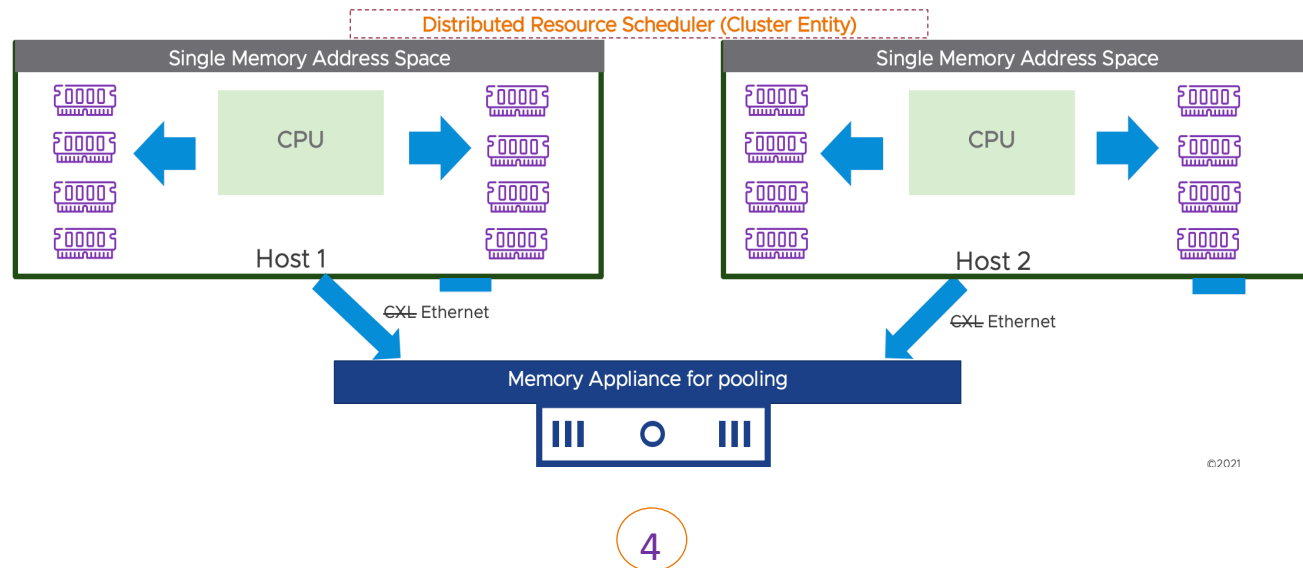 Distributed Resource Scheduler (Cluster Entity)
Single Memory Address Space
Single Memory Address Space
CPU
CPU
Host 1
Host 2
CXL Ethernet
CXL Ethernet
Memory Appliance for pooling
©2021
4